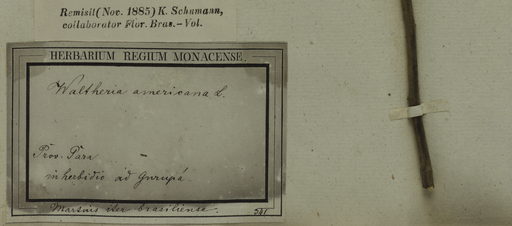 Remisit (Nov. 1885) K. Schumann,
collaborator Flor. Bras.-Vol.
HERBARIUM REGIUM MONACENSE.
Waltheria americana L.
Prov. Para
in herbidis ad Gurupá
Martius iter brasiliense.